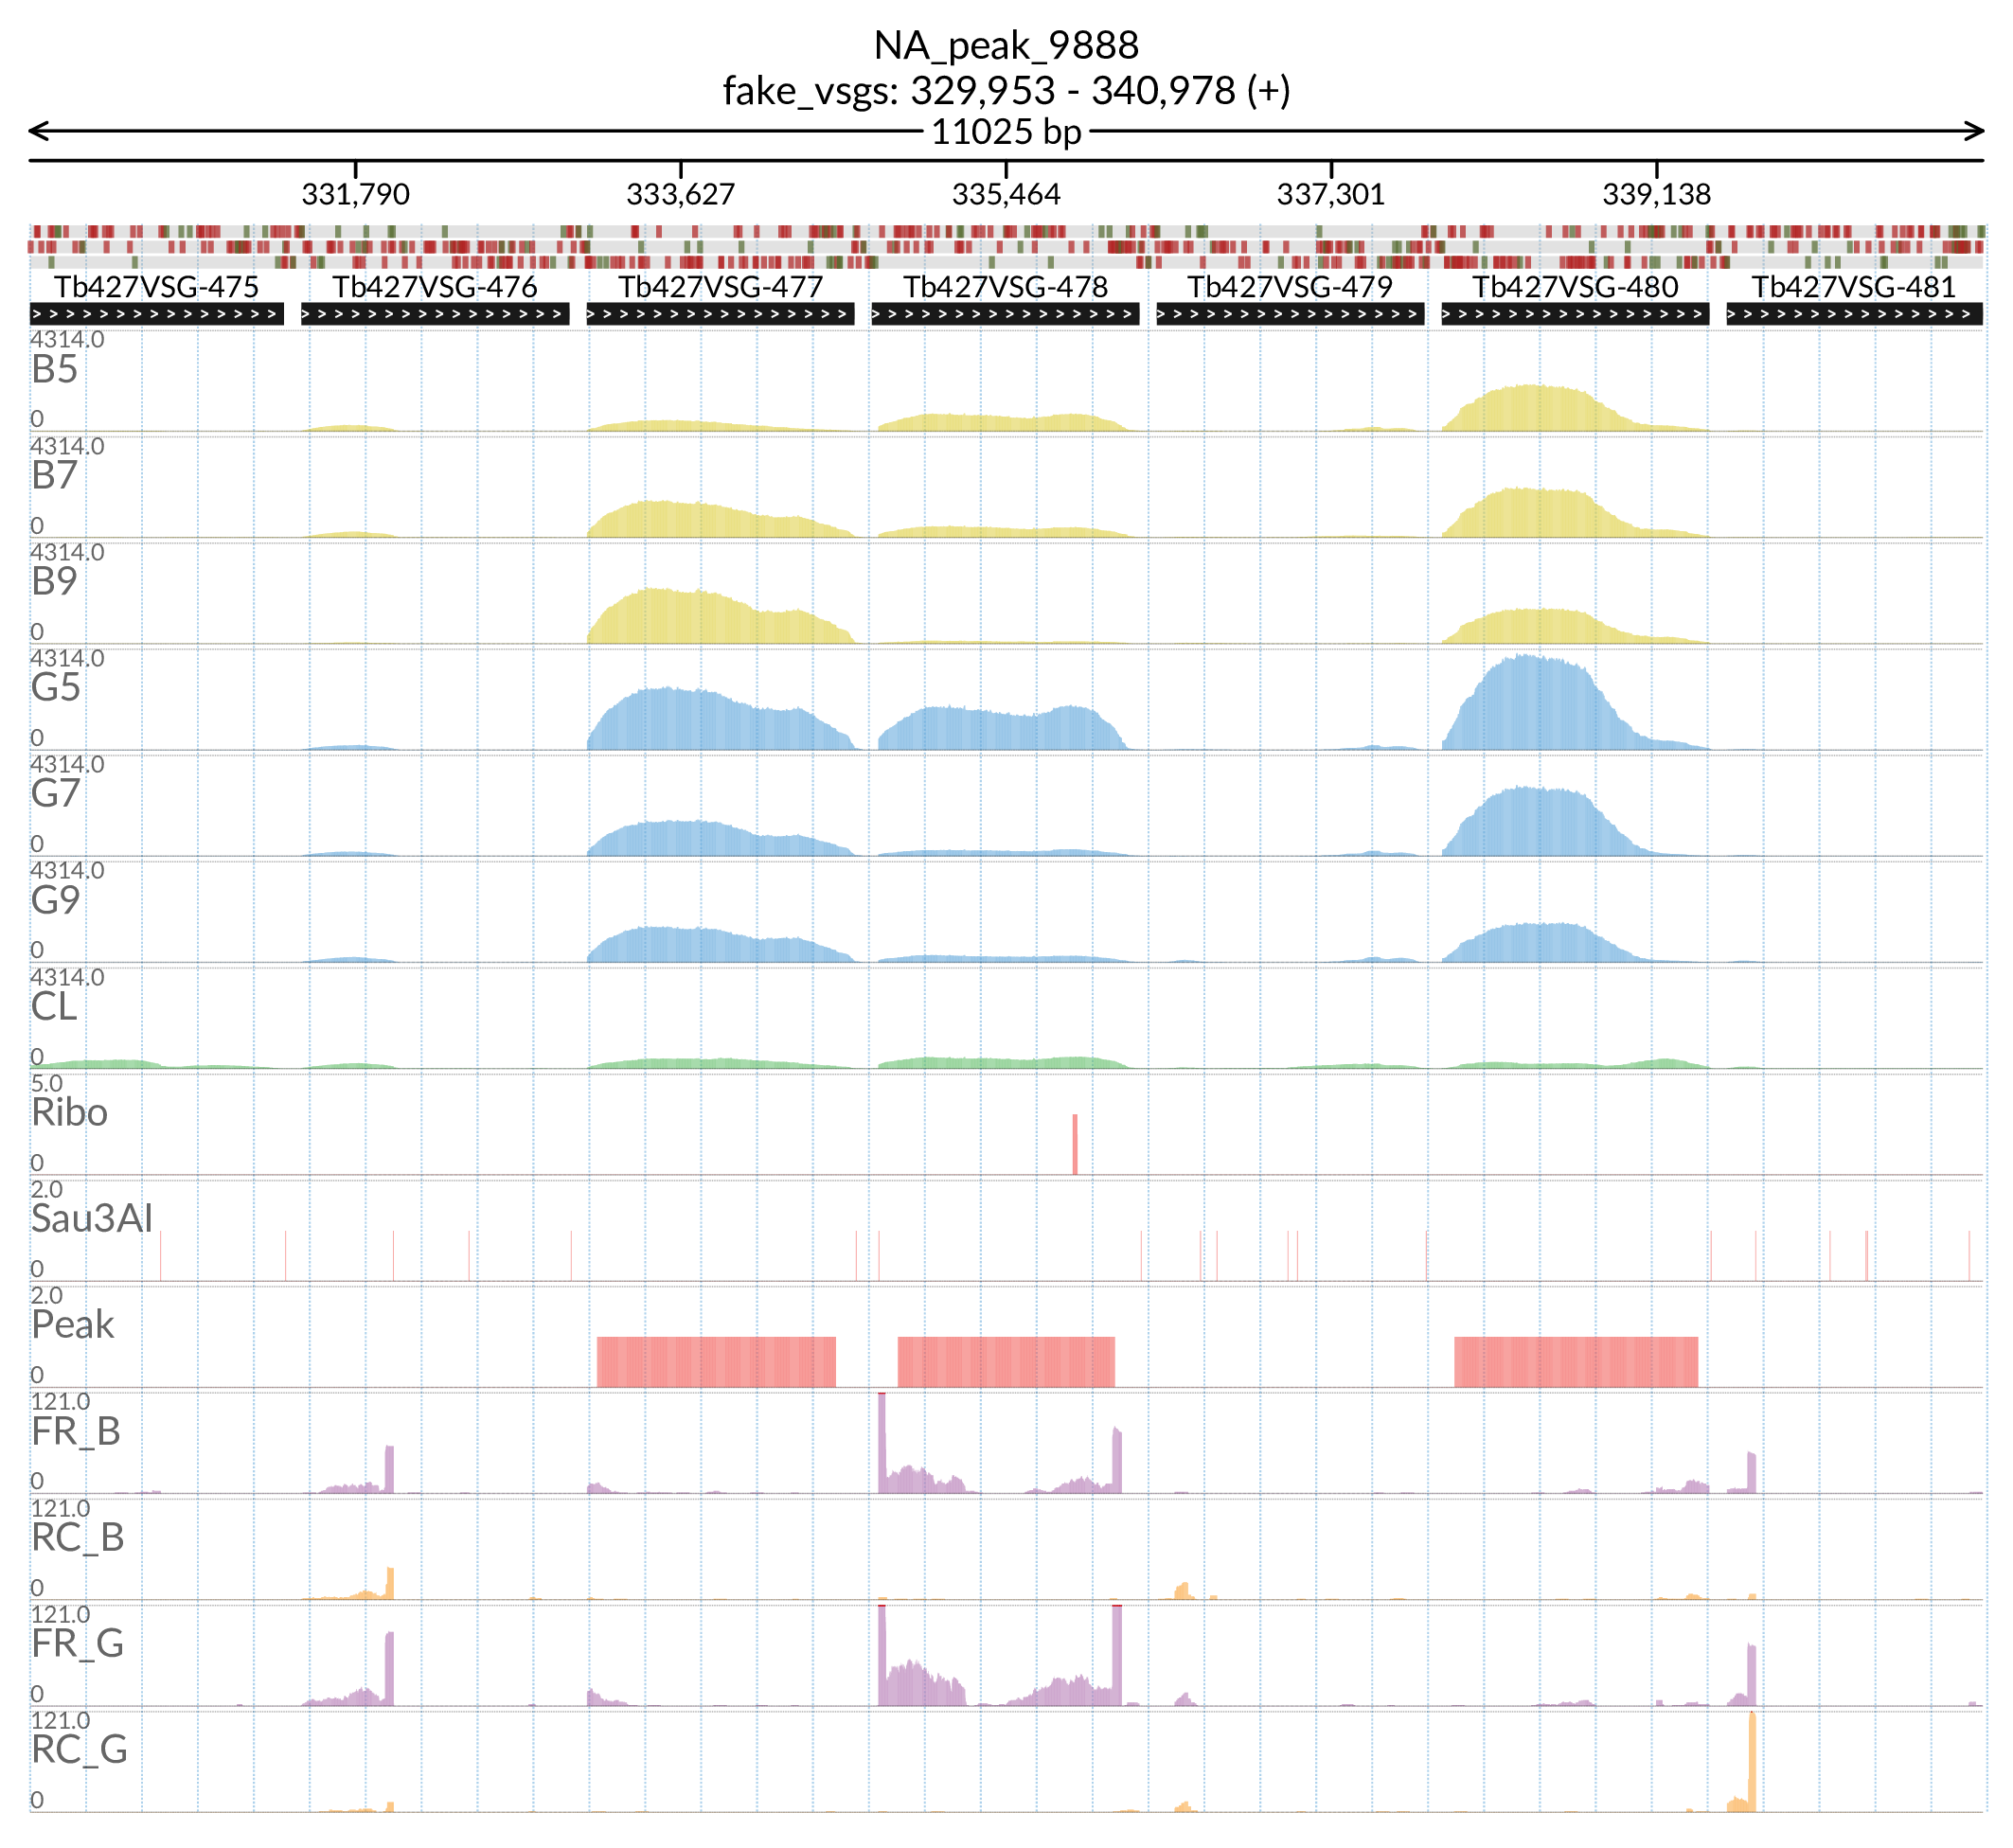 NA_peak_9888
fake_vsgs: 329,953 - 340,978 (+)
11025 bp
331,790 333,627 335,464 337,301 339,138
Tb427VSG-475 Tb427VSG-476 Tb427VSG-477 Tb427VSG-478 Tb427VSG-479 Tb427VSG-480 Tb427VSG-481
4314.0
B5
0
4314.0
B7
0
4314.0
B9
0
4314.0
G5
0
4314.0
G7
0
4314.0
G9
0
4314.0
CL
0
5.0
Ribo
0
2.0
Sau3AI
0
2.0
Peak
0
121.0
FR_B
0
121.0
RC_B
0
121.0
FR_G
0
121.0
RC_G
0